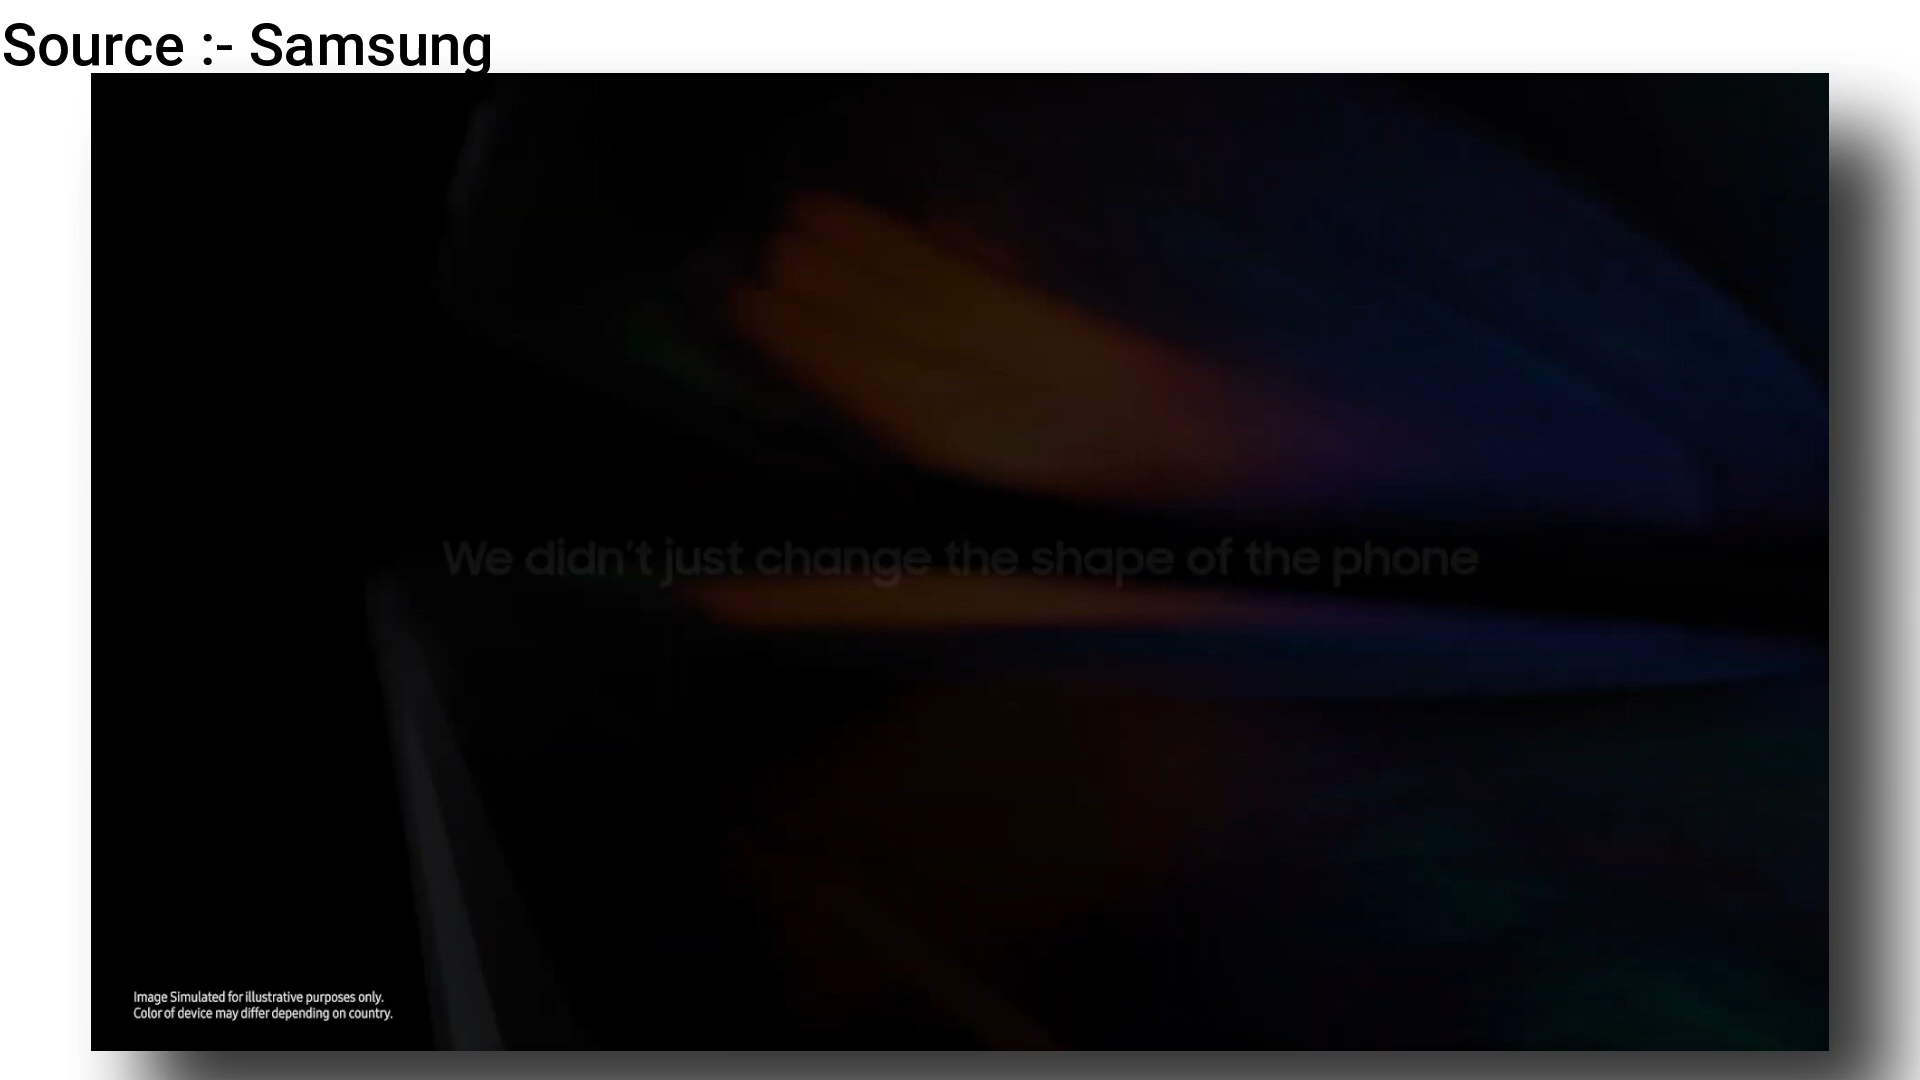 Source :- Samsung
We didn't just change the shape of the phone
Image Simulated for illustrative purposes only.
Color of device may differ depending on country.